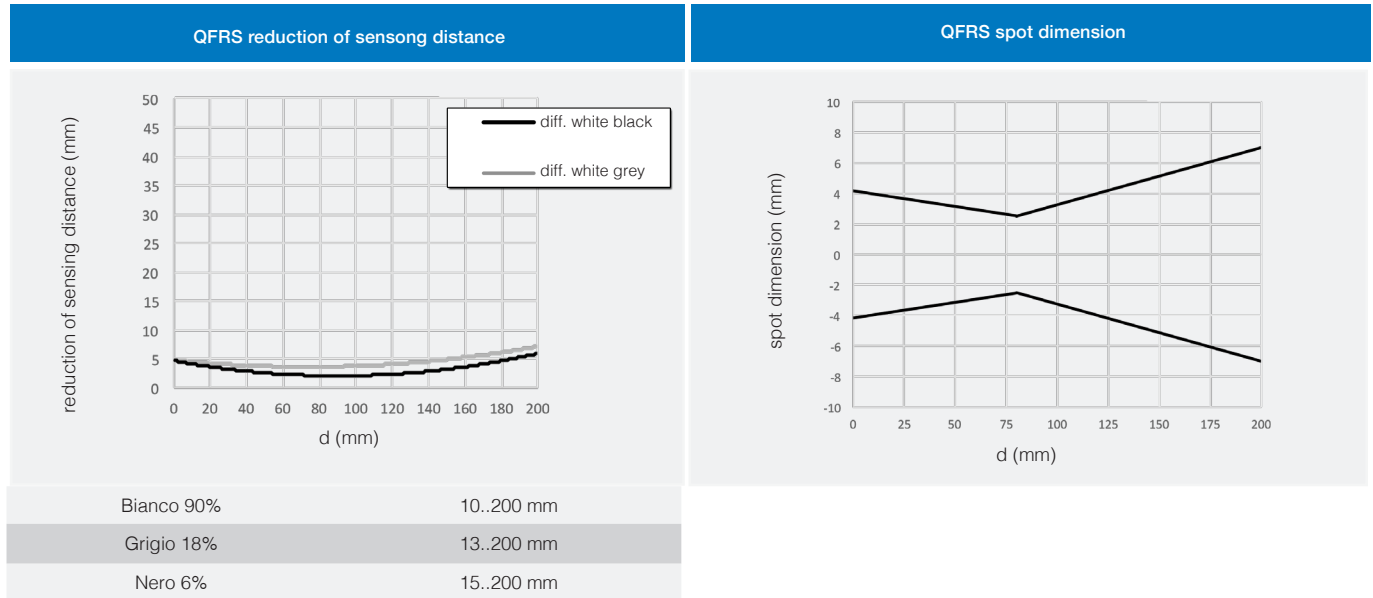 QFRS reduction of sensong distance
QFRS spot dimension
reduction of sensing distance (mm)
50
45
40
35
30
25
20
15
10
5
0
0 20 40 60 80 100 120 140 160 180 200
d (mm)
diff. white black
diff. white grey
spot dimension (mm)
10
8
6
4
2
0
-2
-4
-6
-8
-10
0 25 50 75 100 125 150 175 200
d (mm)
Bianco 90% 10..200 mm
Grigio 18% 13..200 mm
Nero 6% 15..200 mm